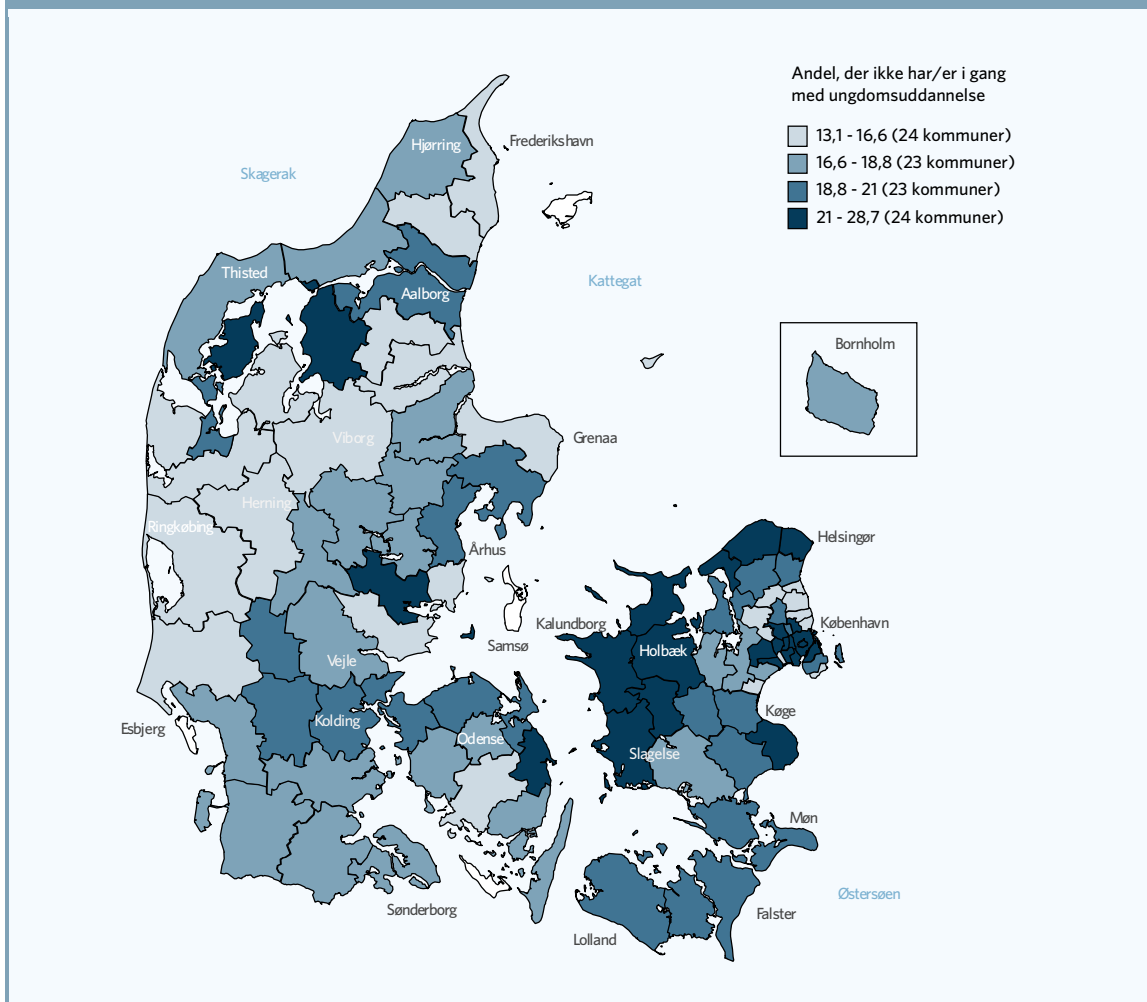 Andel, der ikke har/er i gang
med ungdomsuddannelse
13,1 - 16,6 (24 kommuner)
16,6 - 18,8 (23 kommuner)
18,8 - 21 (23 kommuner)
21 - 28,7 (24 kommuner)
Hjørring
Frederikshavn
Skagerak
Thisted
Kattegat
Aalborg
Bornholm
Viborg
Grenaa
Herning
Ringkøbing
Århus
Helsingør
Kalundborg
København
Samsø
Holbæk
Vejle
Køge
Esbjerg
Kolding
Odense
Slagelse
Møn
Østersøen
Sønderborg
Falster
Lolland